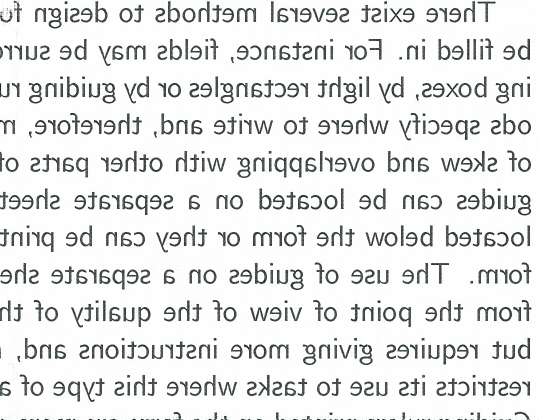 There exist several methods to design fo
be filled in. For instance, fields may be surro
ing boxes, by light rectangles or by guiding ru
ods specify where to write and, therefore, m
of skew and overlapping with other parts of
guides can be located on a separate sheet
located below the form or they can be print
form. The use of guides on a separate she
from the point of view of the quality of th
but requires giving more instructions and,
restricts its use to tasks where this type of a